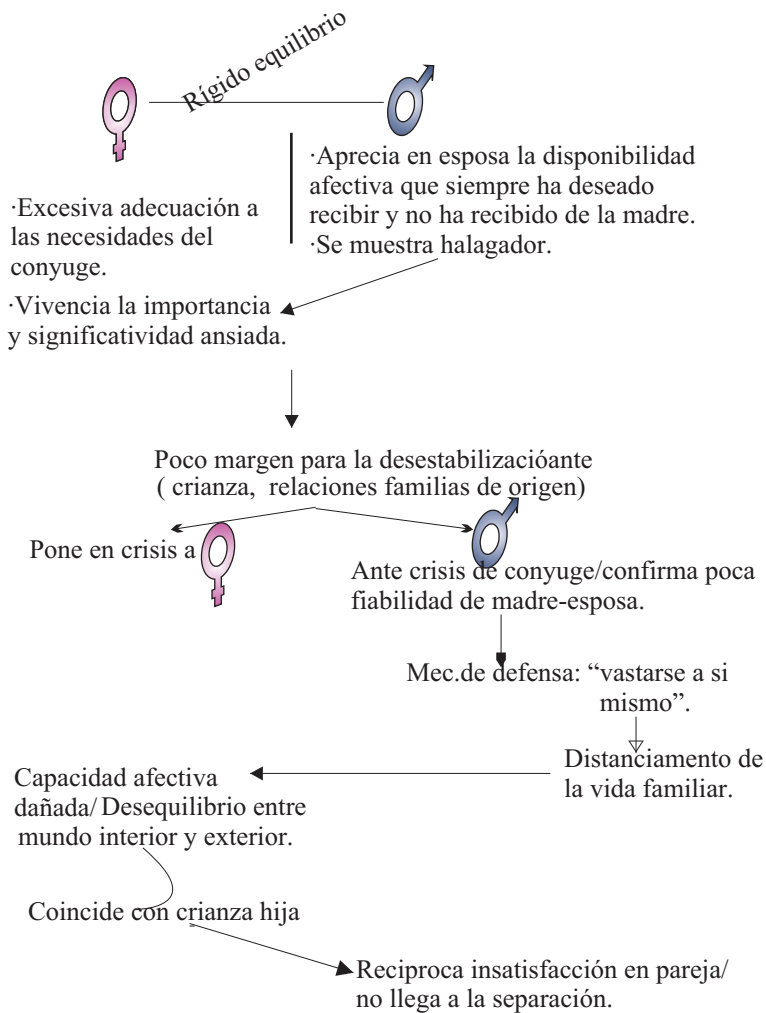 Rígido equilibrio
·Excesiva adecuación a
las necesidades del
conyuge.
·Aprecia en esposa la disponibilidad
afectiva que siempre ha deseado
recibir y no ha recibido de la madre.
·Se muestra halagador.
·Vivencia la importancia
y significatividad ansiada.
Poco margen para la desestabilizacióante
( crianza, relaciones familias de origen)
Pone en crisis a
Ante crisis de conyuge/confirma poca
fiabilidad de madre-esposa.
Mec.de defensa: “vastarse a si
mismo”.
Distanciamento de
la vida familiar.
Capacidad afectiva
dañada/ Desequilibrio entre
mundo interior y exterior.
Coincide con crianza hija
Reciproca insatisfacción en pareja/
no llega a la separación.